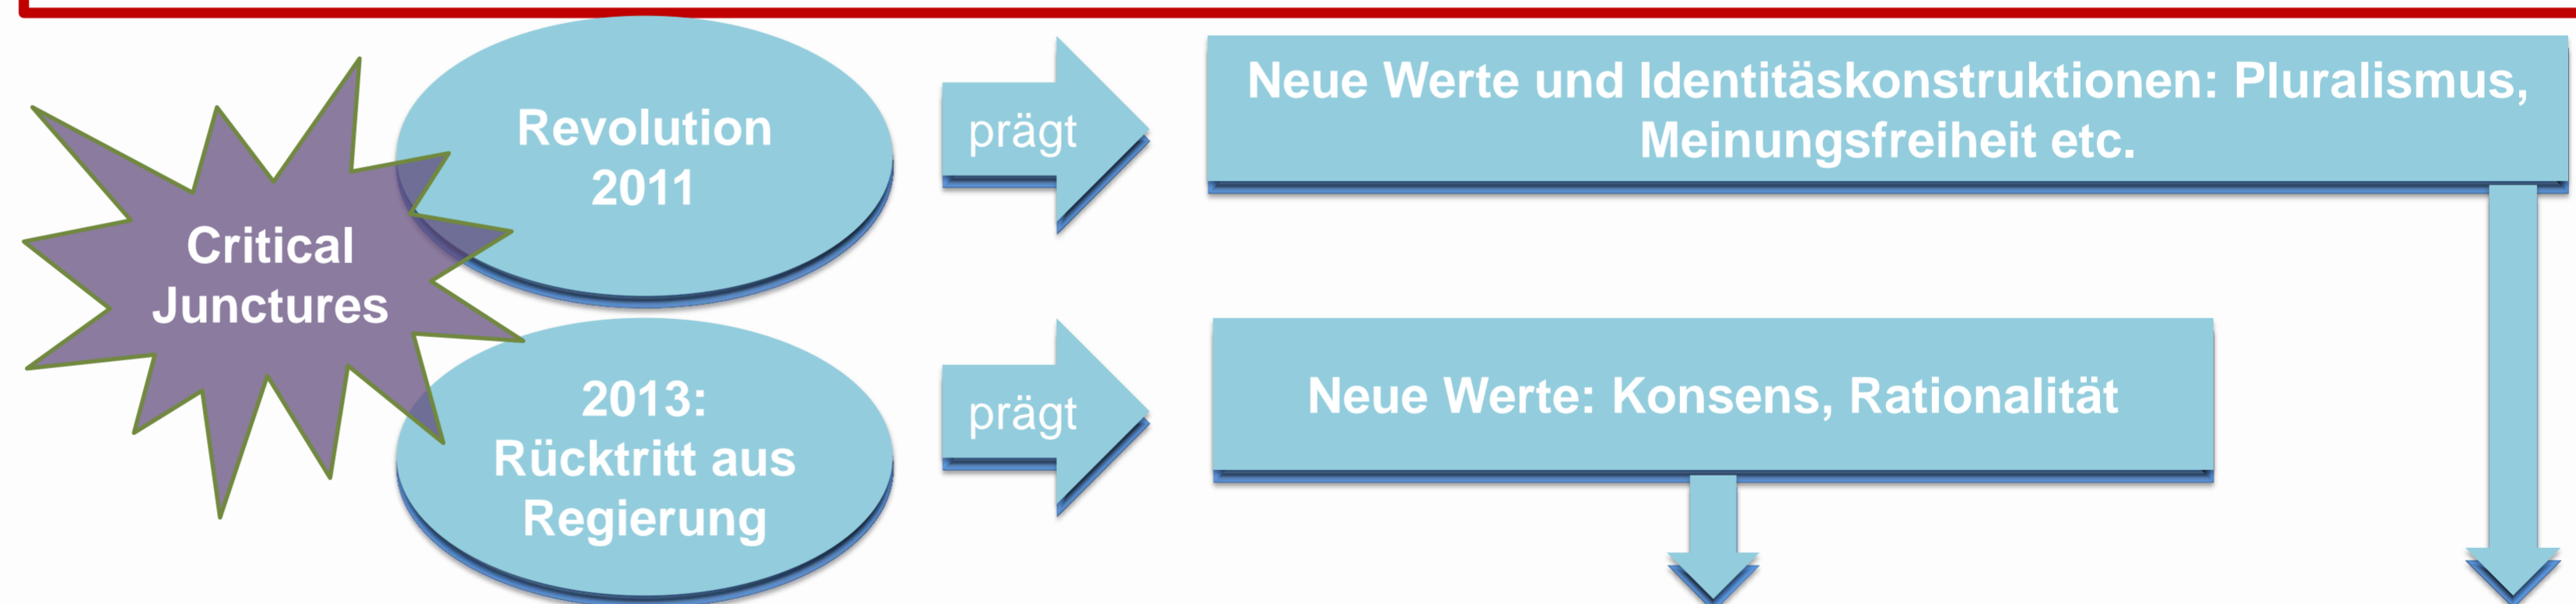 Critical
Junctures
Revolution
2011
prägt
Neue Werte und Identitäskonstruktionen: Pluralismus,
Meinungsfreiheit etc.
2013:
Rücktritt aus
Regierung
prägt
Neue Werte: Konsens, Rationalität